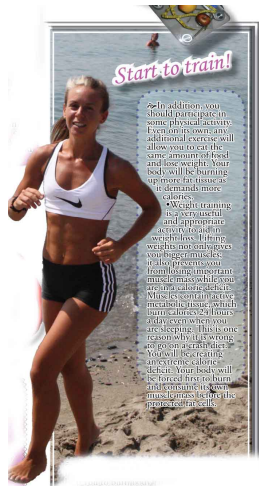 Start to train!
In addition, you
should participate in
some physical activity.
Even on its own, any
additional exercise will
allow you to eat the
same amount of food
and lose weight. Your
body will be burning
up more fat tissue as
it demands more
calories.
•Weight training
is a very useful
and appropriate
activity to aid in
weight loss. Lifting
weights not only gives
you bigger muscles,
it also prevents you
from losing important
muscle mass while you
are in a calorie deficit.
Muscles contain active
metabolic tissue, which
burn calories 24 hours
a day even when you
are sleeping. This is one
reason why it is wrong
to go on a crash diet.
You will be creating
an extreme calorie
deficit. Your body will
be forced first to burn
and consume its own
muscle mass before the
protected fat cells.